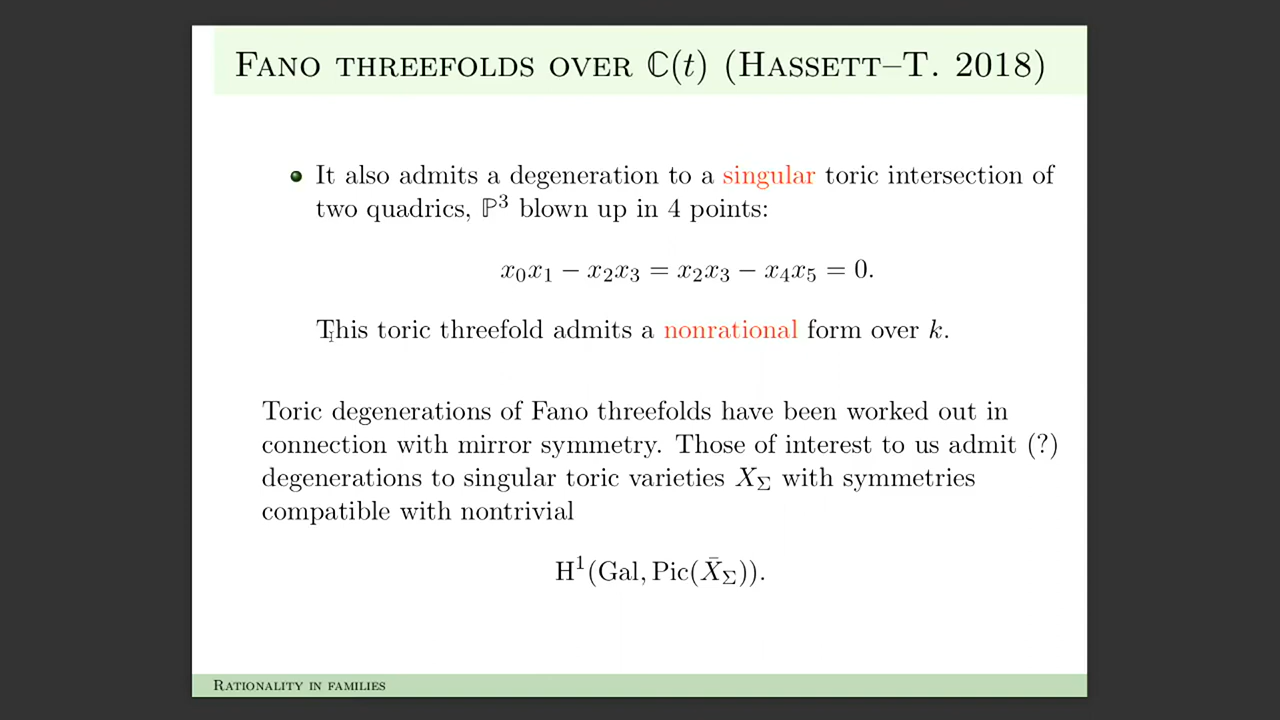 FANO THREEFOLDS OVER ℂ(t) (HASSETT–T. 2018)
It also admits a degeneration to a singular toric intersection of
two quadrics, ℙ³ blown up in 4 points:
x₀x₁ − x₂x₃ = x₂x₃ − x₄x₅ = 0.
This toric threefold admits a nonrational form over k.
Toric degenerations of Fano threefolds have been worked out in
connection with mirror symmetry. Those of interest to us admit (?)
degenerations to singular toric varieties X_Σ with symmetries
compatible with nontrivial
H¹(Gal, Pic(X̄_Σ)).
RATIONALITY IN FAMILIES